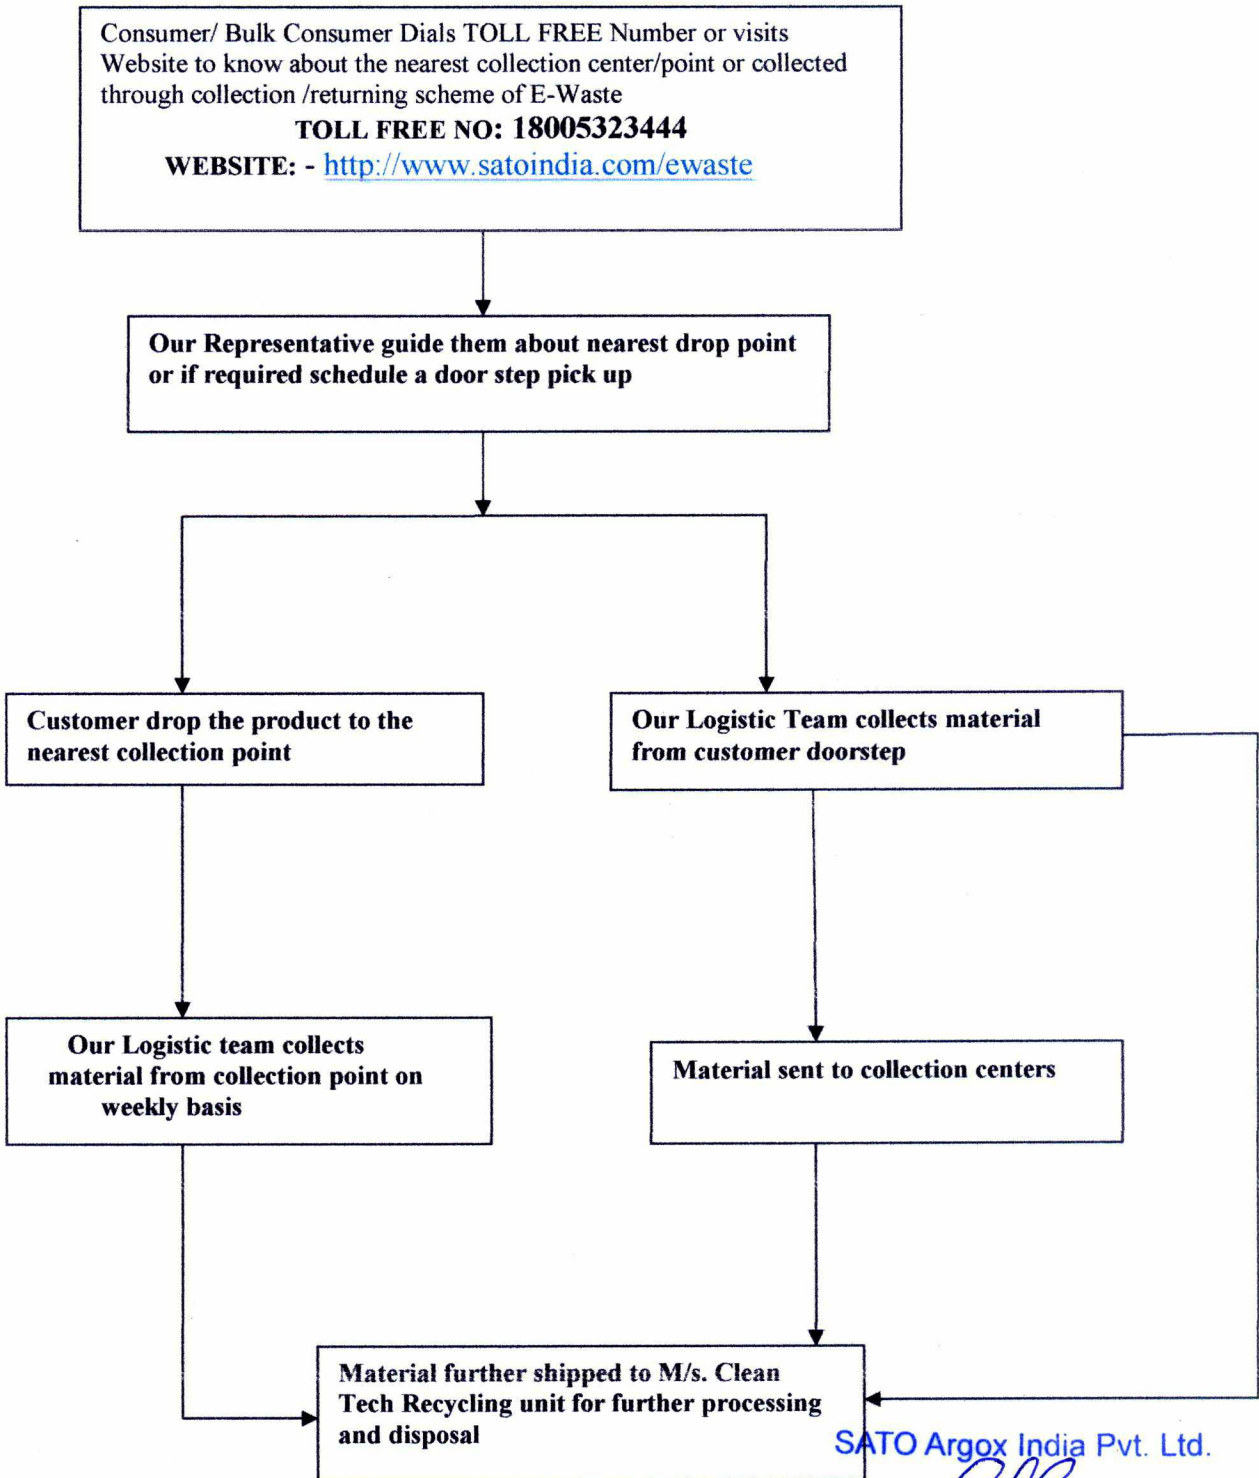 Consumer/ Bulk Consumer Dials TOLL FREE Number or visits
Website to know about the nearest collection center/point or collected
through collection /returning scheme of E-Waste
TOLL FREE NO: 18005323444
WEBSITE: - http://www.satoindia.com/ewaste
Our Representative guide them about nearest drop point
or if required schedule a door step pick up
Customer drop the product to the
nearest collection point
Our Logistic Team collects material
from customer doorstep
Our Logistic team collects
material from collection point on
weekly basis
Material sent to collection centers
Material further shipped to M/s. Clean
Tech Recycling unit for further processing
and disposal
SATO Argox India Pvt. Ltd.